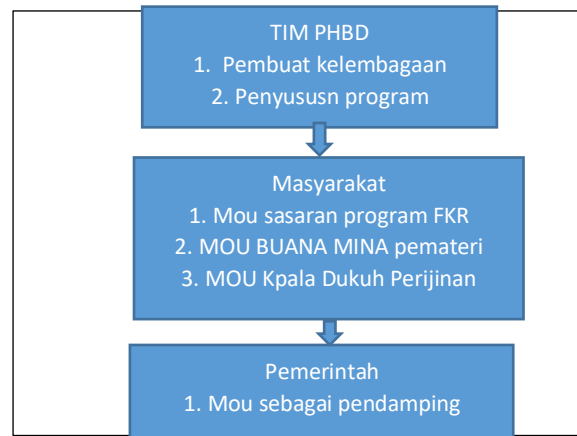 TIM PHBD
1. Pembuat kelembagaan
2. Penyususn program
Masyarakat
1. Mou sasaran program FKR
2. MOU BUANA MINA pemateri
3. MOU Kpala Dukuh Perijinan
Pemerintah
1. Mou sebagai pendamping